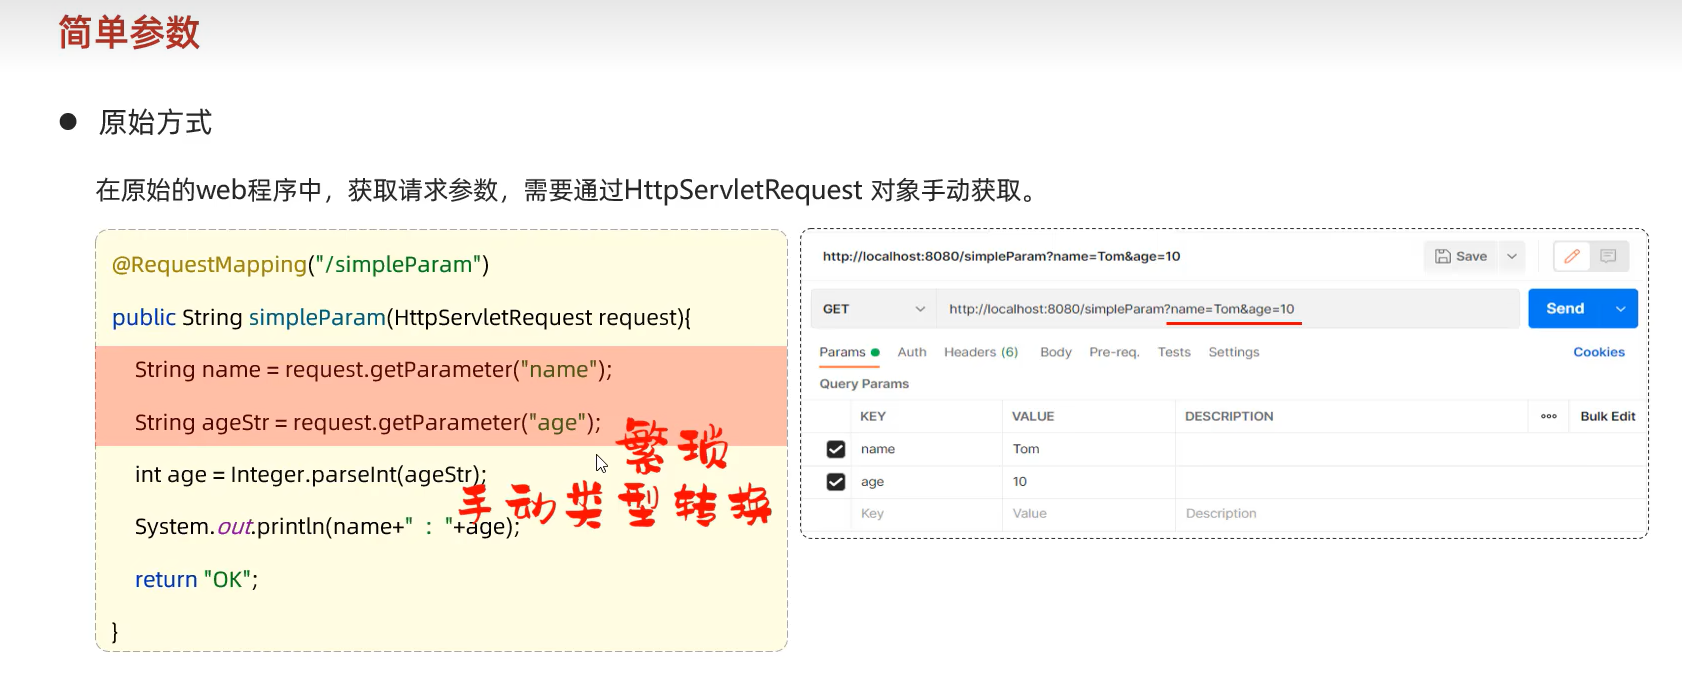 简单参数
● 原始方式
在原始的web程序中，获取请求参数，需要通过HttpServletRequest 对象手动获取。
@RequestMapping("/simpleParam")
public String simpleParam(HttpServletRequest request){
String name = request.getParameter("name");
String ageStr = request.getParameter("age");
繁琐
int age = Integer.parseInt(ageStr);
手动类型转换
System.out.println(name+" : "+age);
return "OK";
}
http://localhost:8080/simpleParam?name=Tom&age=10
Save
GET http://localhost:8080/simpleParam?name=Tom&age=10 Send
Params Auth Headers (6) Body Pre-req. Tests Settings Cookies
Query Params
KEY VALUE DESCRIPTION ooo Bulk Edit
name Tom
age 10
Key Value Description